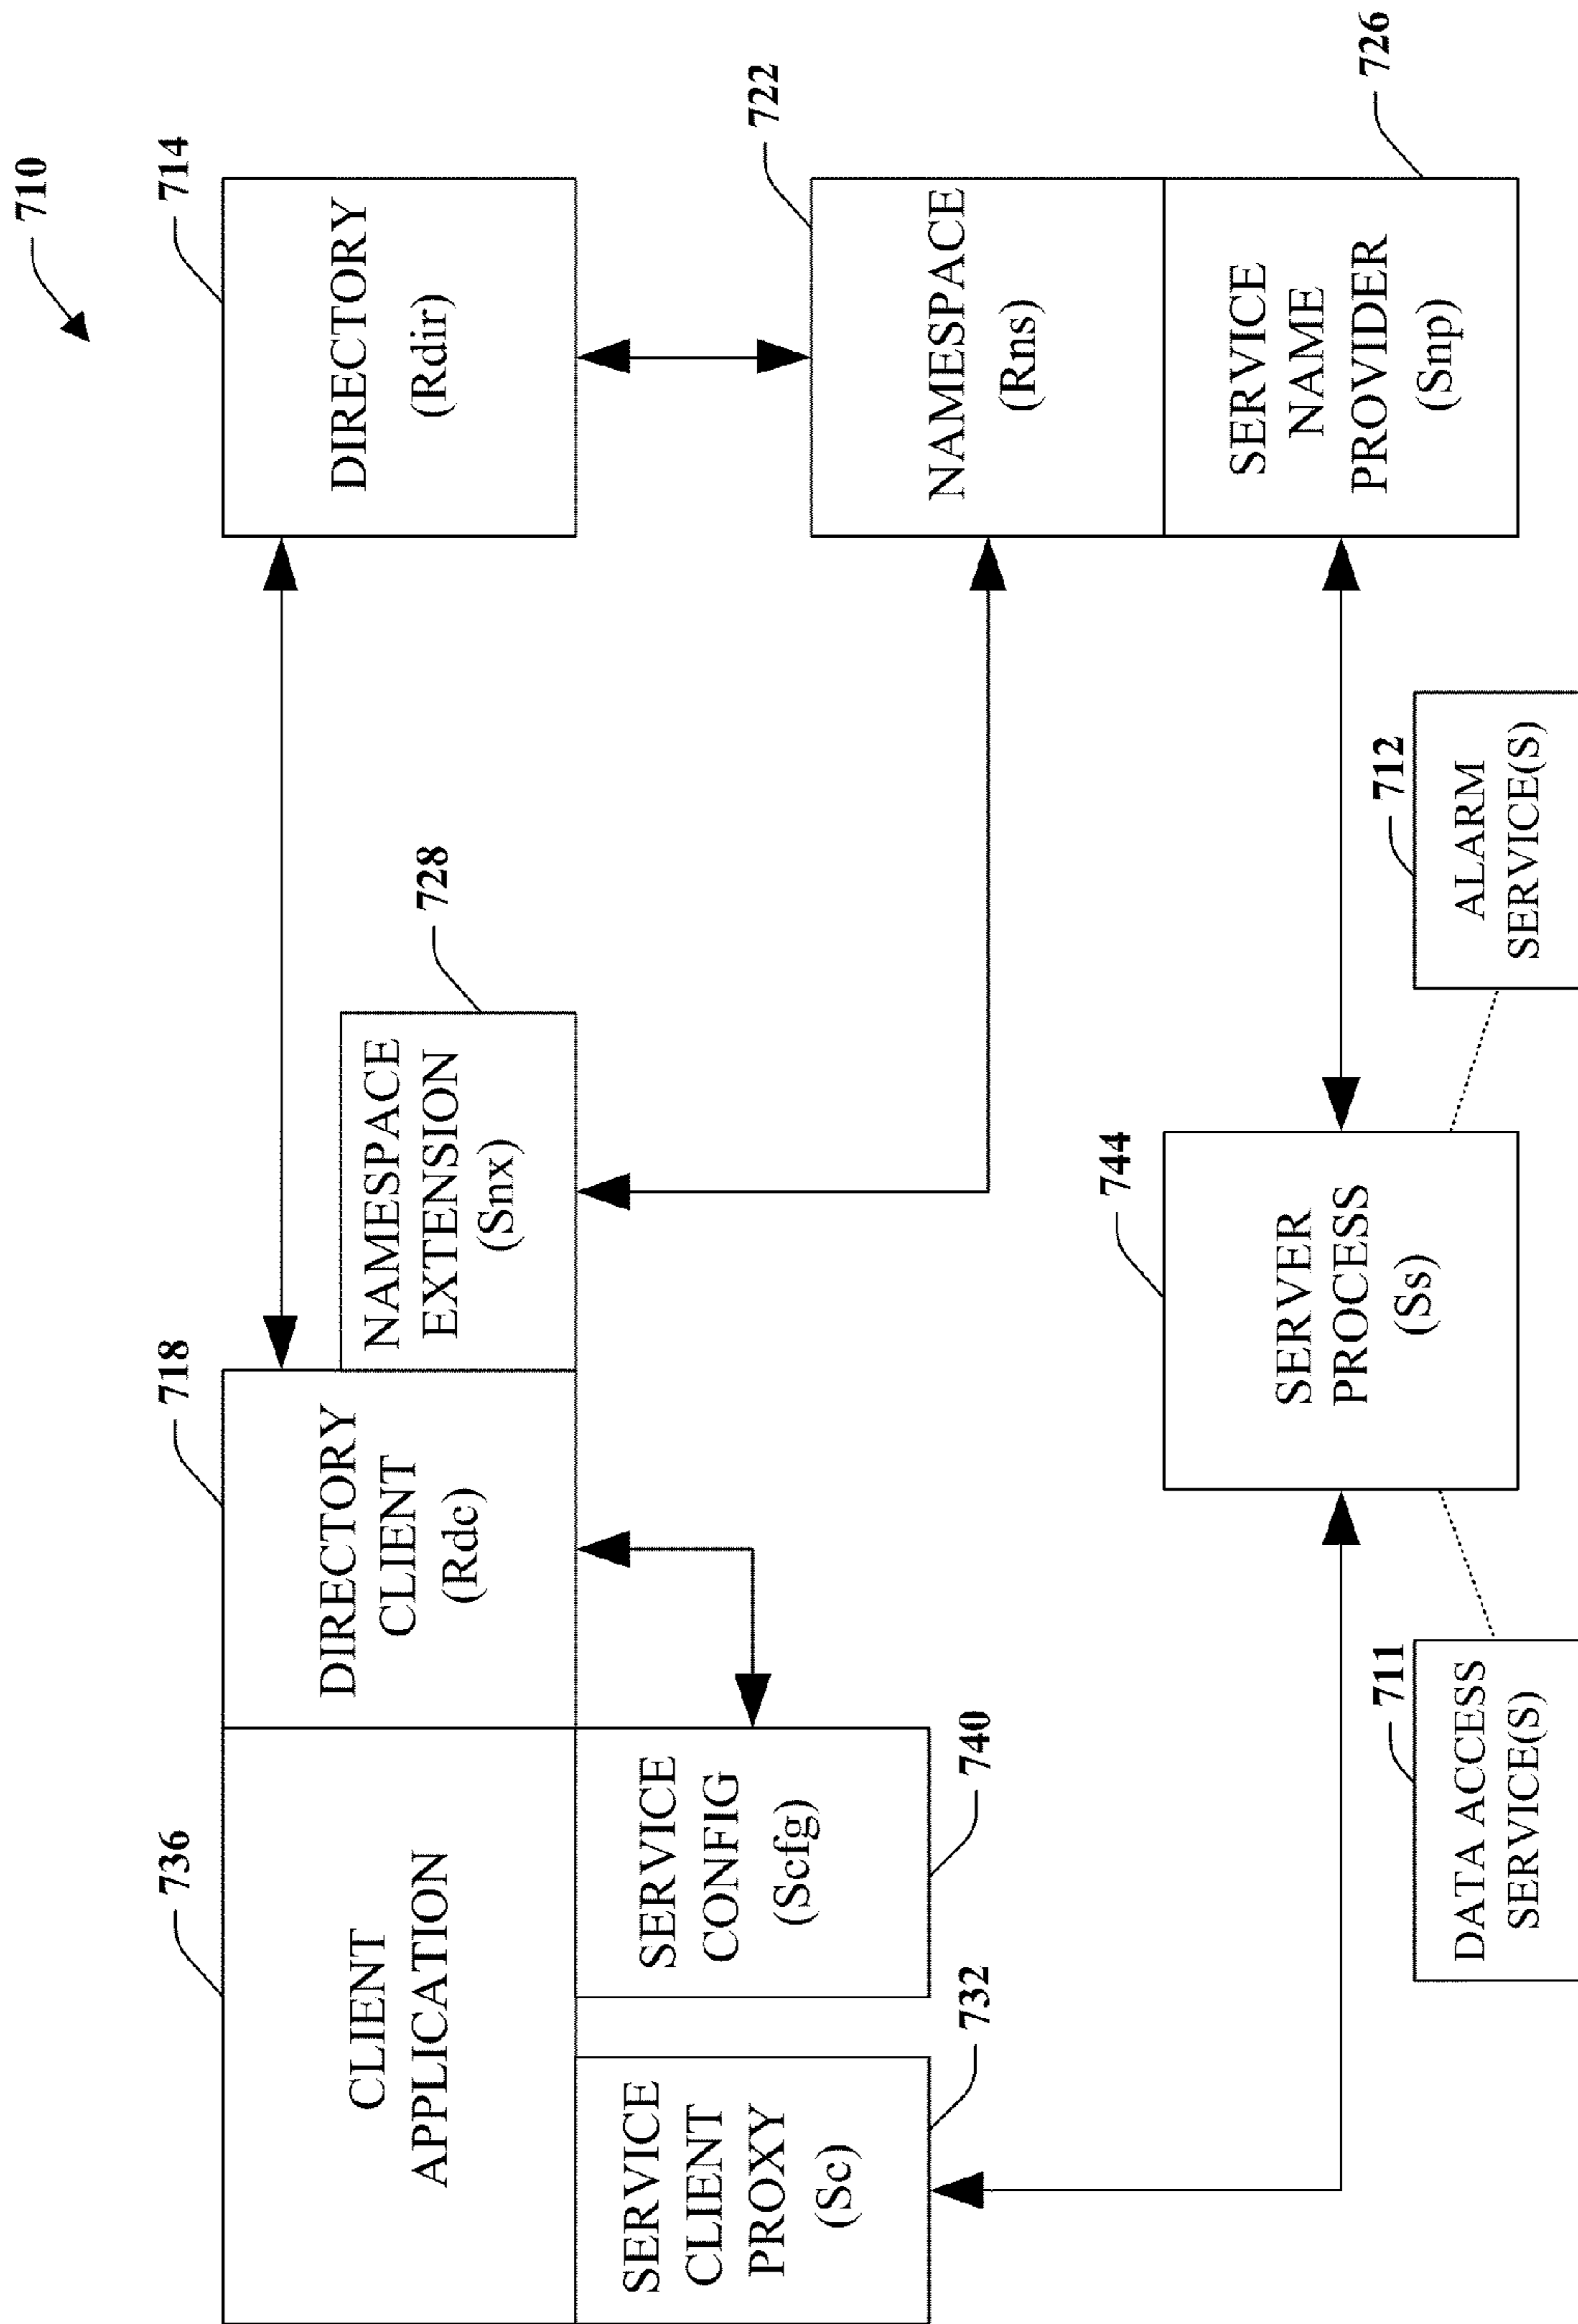 710
736
CLIENT
APPLICATION
718
DIRECTORY
CLIENT
(Rdc)
714
DIRECTORY
(Rdir)
728
NAMESPACE
EXTENSION
(Snx)
SERVICE
CLIENT
PROXY
(Sc)
732
SERVICE
CONFIG
(Scfg)
740
722
NAMESPACE
(Rns)
SERVICE
NAME
PROVIDER
(Snp)
726
744
SERVER
PROCESS
(Ss)
711
DATA ACCESS
SERVICE(S)
712
ALARM
SERVICE(S)